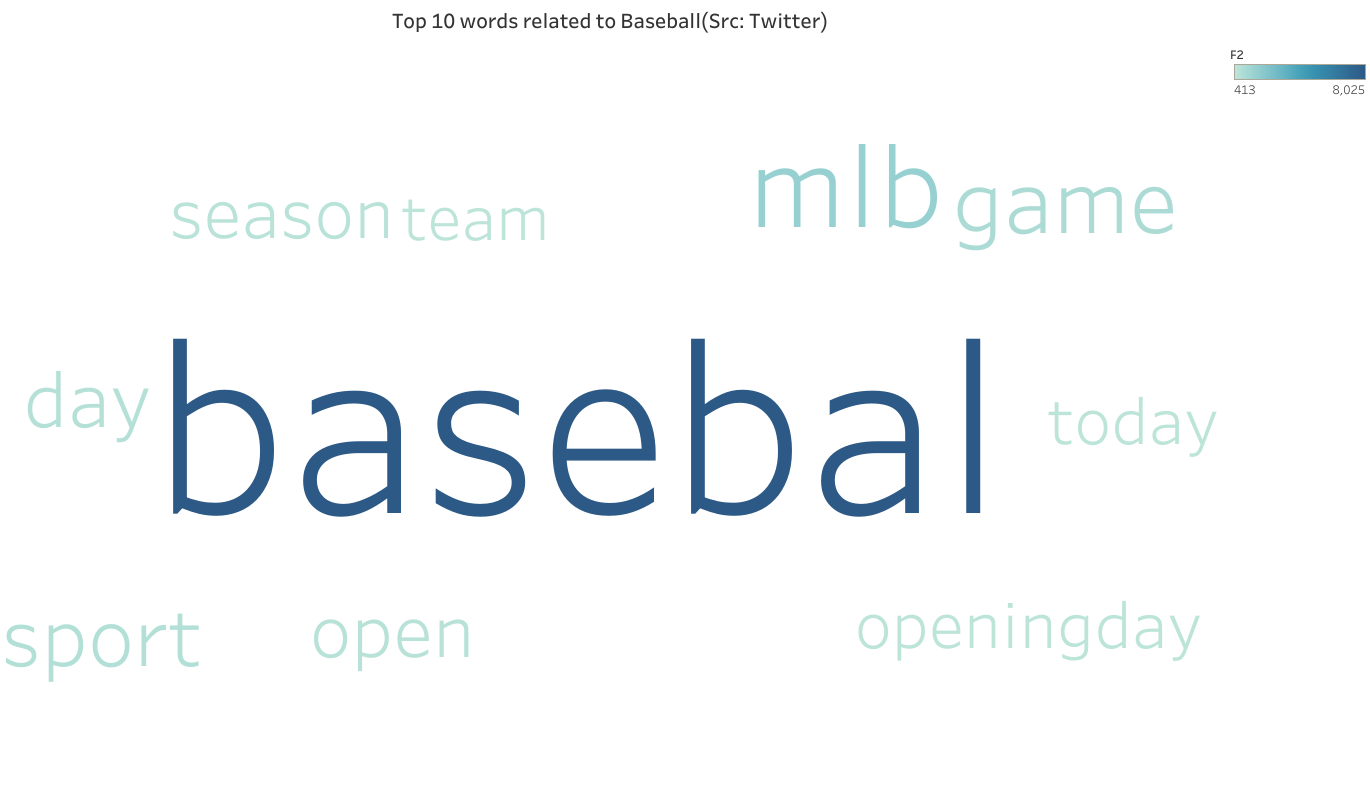 Top 10 words related to Baseball(Src: Twitter)
F2
413 8,025
mlb game
season team
day basebal today
sport open openingday